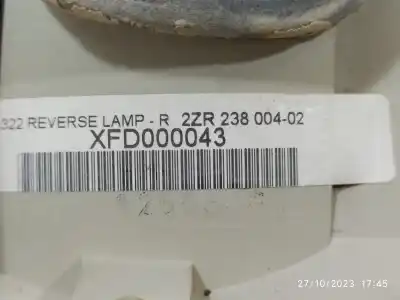 322 REVERSE LAMP - R 2ZR 238 004-02
XFD000043
27/10/2023 17:45